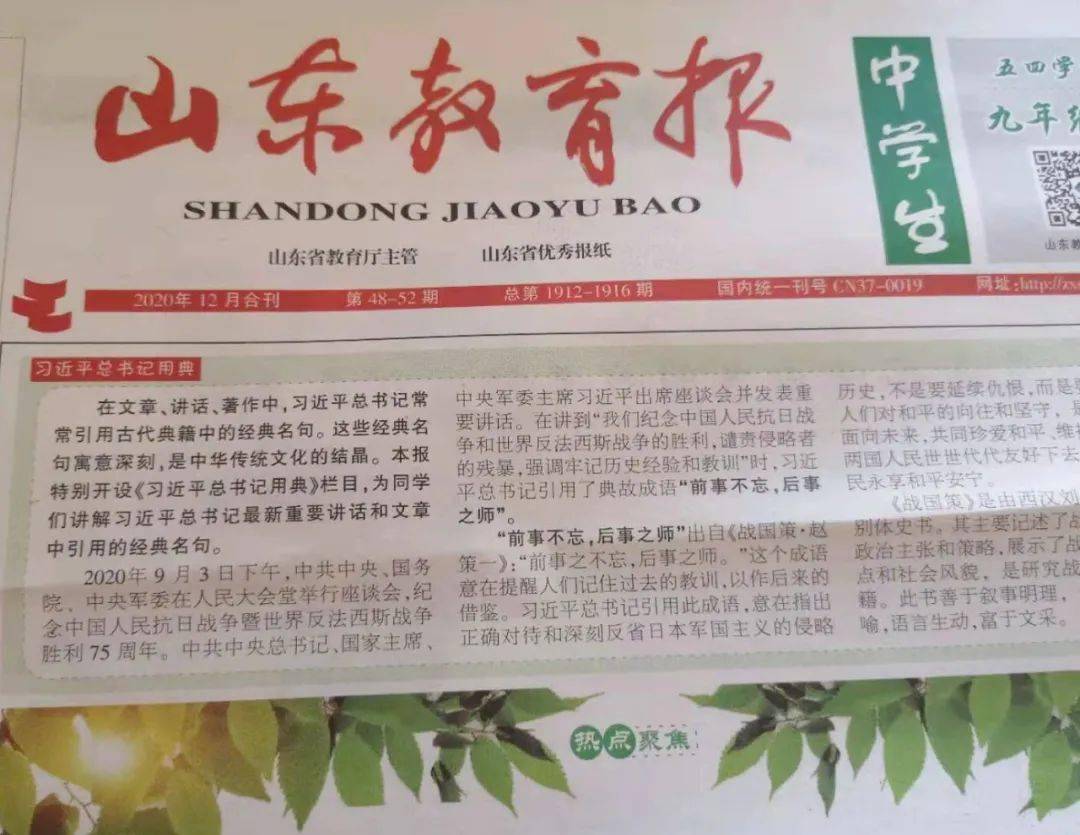 山东教育报
SHANDONG JIAOYU BAO
山东省教育厅主管 山东省优秀报纸
中学生
五四学
九年
山东教
2020年12月合刊 第48-52期 总第1912-1916期 国内统一刊号CN37-0019 网址:http://zx
习近平总书记用典
在文章、讲话、著作中,习近平总书记常
常引用古代典籍中的经典名句。这些经典名
句寓意深刻,是中华传统文化的结晶。本报
特别开设《习近平总书记用典》栏目,为同学
们讲解习近平总书记最新重要讲话和文章
中引用的经典名句。
2020年9月3日下午,中共中央、国务
院、中央军委在人民大会堂举行座谈会,纪
念中国人民抗日战争暨世界反法西斯战争
胜利75周年。中共中央总书记、国家主席、
中央军委主席习近平出席座谈会并发表重
要讲话。在讲到“我们纪念中国人民抗日战
争和世界反法西斯战争的胜利,谴责侵略者
的残暴,强调牢记历史经验和教训”时,习近
平总书记引用了典故成语“前事不忘,后事
之师”。
“前事不忘,后事之师”出自《战国策·赵
策一》:“前事之不忘,后事之师。”这个成语
意在提醒人们记住过去的教训,以作后来的
借鉴。习近平总书记引用此成语,意在指出
正确对待和深刻反省日本军国主义的侵略
历史,不是要延续仇恨,而是
人们对和平的向往和坚守,
面向未来,共同珍爱和平、维
两国人民世世代代友好下去
民永享和平安宁。
《战国策》是由西汉刘
别体史书。其主要记述了战
政治主张和策略,展示了战
点和社会风貌,是研究战
籍。此书善于叙事明理,
喻,语言生动,富于文采。
热点聚焦